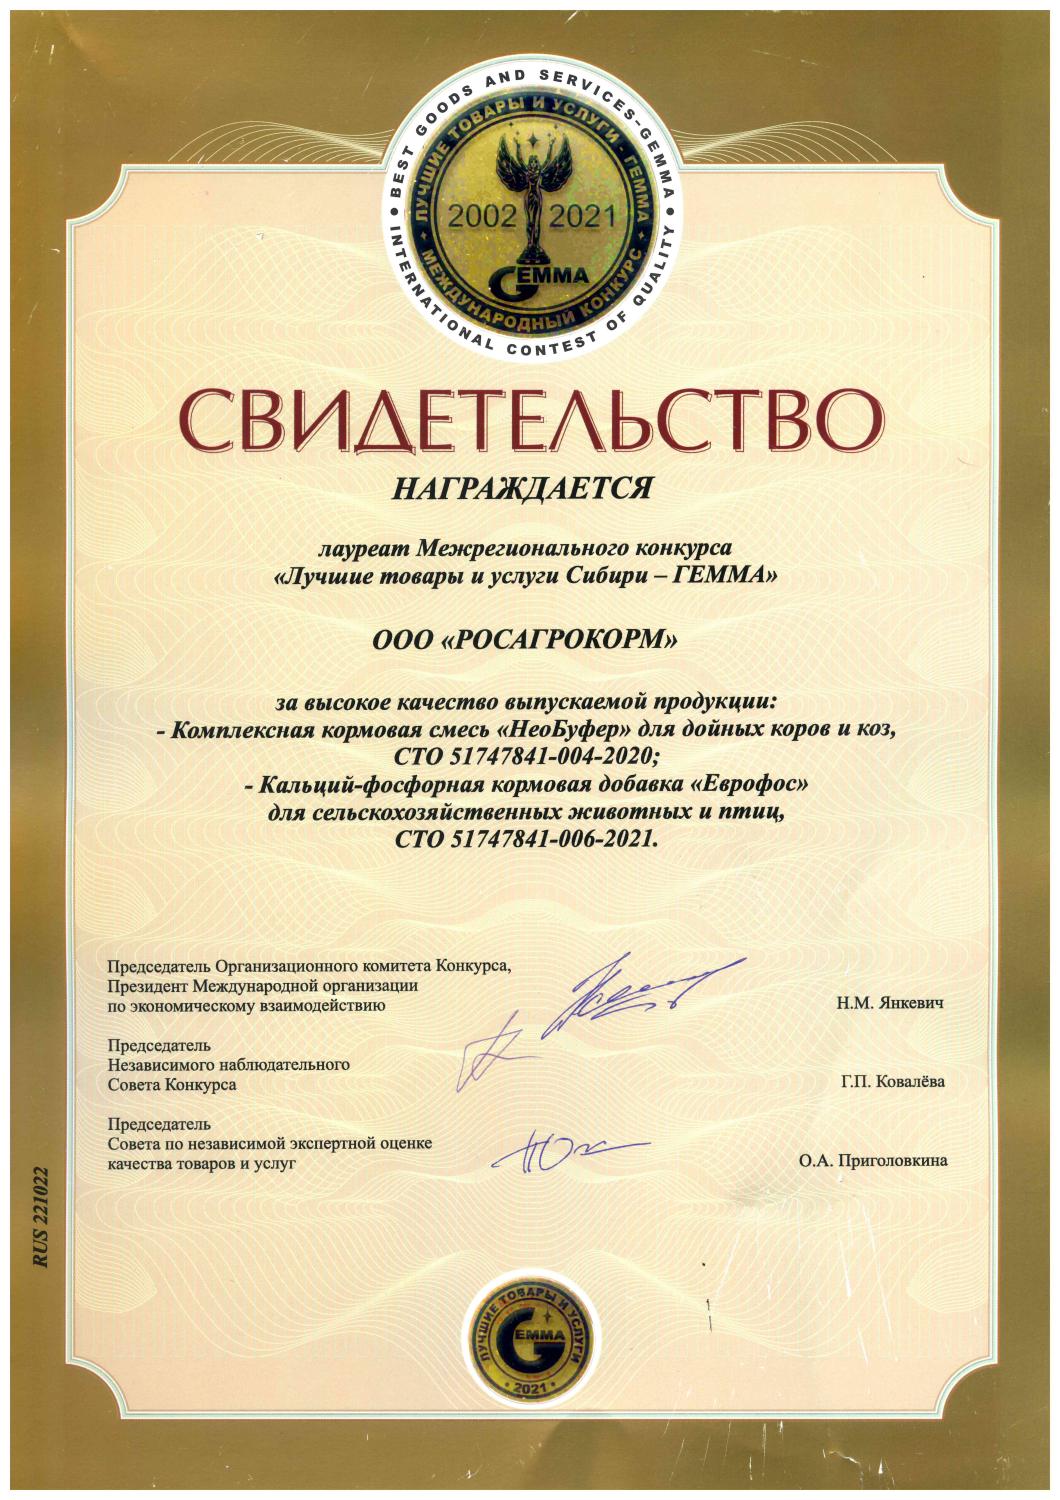 BEST GOODS AND SERVICES-GEMMA
INTERNATIONAL CONTEST OF QUALITY
ЛУЧШИЕ ТОВАРЫ И УСЛУГИ - ГЕММА
2002 2021
GEMMA
МЕЖДУНАРОДНЫЙ КОНКУРС
СВИДЕТЕЛЬСТВО
НАГРАЖДАЕТСЯ
лауреат Межрегионального конкурса
«Лучшие товары и услуги Сибири – ГЕММА»
ООО «РОСАГРОКОРМ»
за высокое качество выпускаемой продукции:
- Комплексная кормовая смесь «НеоБуфер» для дойных коров и коз,
СТО 51747841-004-2020;
- Кальций-фосфорная кормовая добавка «Еврофос»
для сельскохозяйственных животных и птиц,
СТО 51747841-006-2021.
Председатель Организационного комитета Конкурса,
Президент Международной организации
по экономическому взаимодействию
Н.М. Янкевич
Председатель
Независимого наблюдательного
Совета Конкурса
Г.П. Ковалёва
Председатель
Совета по независимой экспертной оценке
качества товаров и услуг
О.А. Приголовкина
RUS 221022
ЛУЧШИЕ ТОВАРЫ И УСЛУГИ
GEMMA
2021